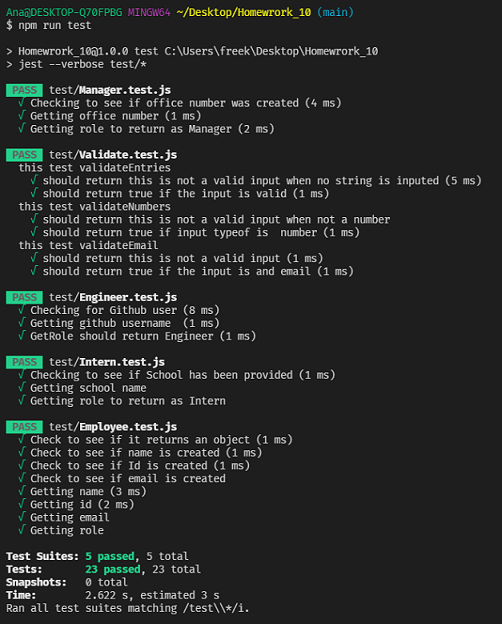 Ana@DESKTOP-Q70FPBG MINGW64 ~/Desktop/Homewrork_10 (main)
$ npm run test
> Homewrork_10@1.0.0 test C:\Users\freek\Desktop\Homewrork_10
> jest --verbose test/*
PASS test/Manager.test.js
√ Checking to see if office number was created (4 ms)
√ Getting office number (1 ms)
√ Getting role to return as Manager (2 ms)
PASS test/Validate.test.js
this test validateEntries
√ should return this is not a valid input when no string is inputed (5 ms)
√ should return true if the input is valid (1 ms)
this test validateNumbers
√ should return this is not a valid input when not a number
√ should return true if input typeof is  number (1 ms)
this test validateEmail
√ should return this is not a valid input (1 ms)
√ should return true if the input is and email (1 ms)
PASS test/Engineer.test.js
√ Checking for Github user (8 ms)
√ Getting github username  (1 ms)
√ GetRole should return Engineer (1 ms)
PASS test/Intern.test.js
√ Checking to see if School has been provided (1 ms)
√ Getting school name
√ Getting role to return as Intern
PASS test/Employee.test.js
√ Check to see if it returns an object (1 ms)
√ Check to see if name is created (1 ms)
√ Check to see if Id is created (1 ms)
√ Check to see if email is created
√ Getting name (3 ms)
√ Getting id (2 ms)
√ Getting email
√ Getting role
Test Suites: 5 passed, 5 total
Tests: 23 passed, 23 total
Snapshots: 0 total
Time: 2.622 s, estimated 3 s
Ran all test suites matching /test\\*/i.